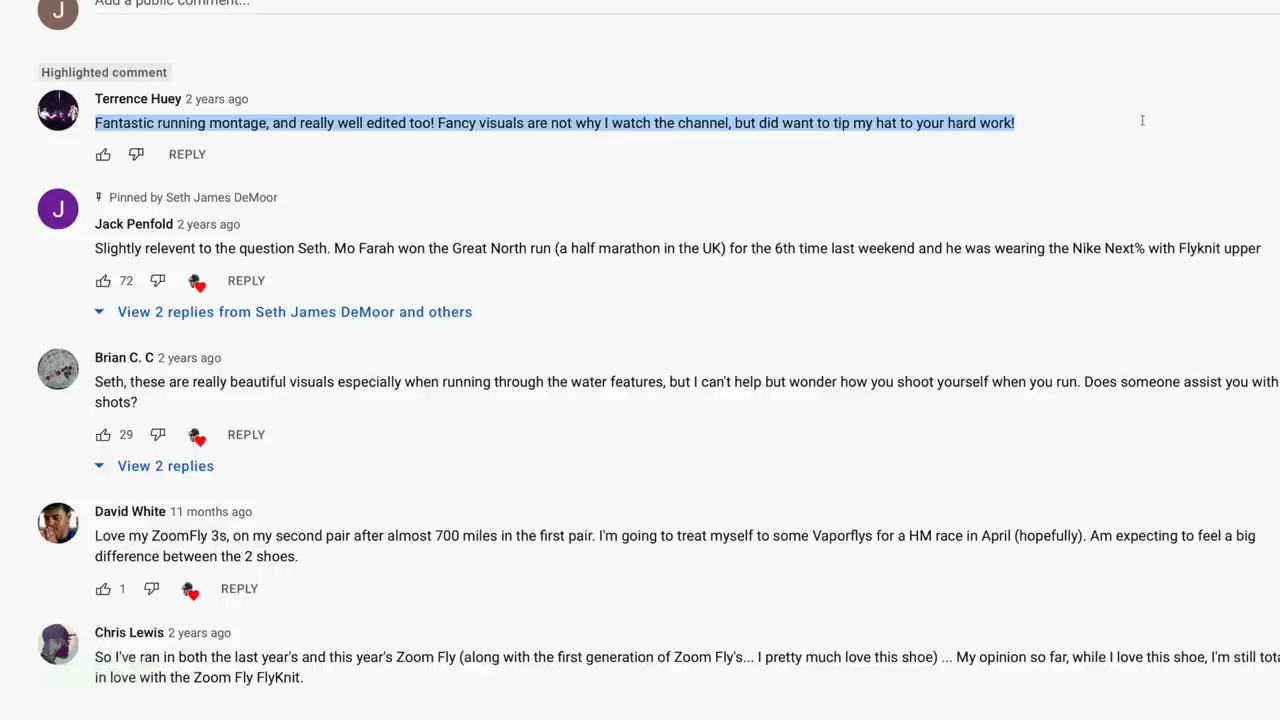 Add a public comment...
J
Highlighted comment
Terrence Huey 2 years ago
Fantastic running montage, and really well edited too! Fancy visuals are not why I watch the channel, but did want to tip my hat to your hard work!
REPLY
Pinned by Seth James DeMoor
J
Jack Penfold 2 years ago
Slightly relevent to the question Seth. Mo Farah won the Great North run (a half marathon in the UK) for the 6th time last weekend and he was wearing the Nike Next% with Flyknit upper
72 REPLY
View 2 replies from Seth James DeMoor and others
Brian C. C 2 years ago
Seth, these are really beautiful visuals especially when running through the water features, but I can't help but wonder how you shoot yourself when you run. Does someone assist you with
shots?
29 REPLY
View 2 replies
David White 11 months ago
Love my ZoomFly 3s, on my second pair after almost 700 miles in the first pair. I'm going to treat myself to some Vaporflys for a HM race in April (hopefully). Am expecting to feel a big
difference between the 2 shoes.
1 REPLY
Chris Lewis 2 years ago
So I've ran in both the last year's and this year's Zoom Fly (along with the first generation of Zoom Fly's... I pretty much love this shoe) ... My opinion so far, while I love this shoe, I'm still
in love with the Zoom Fly FlyKnit.